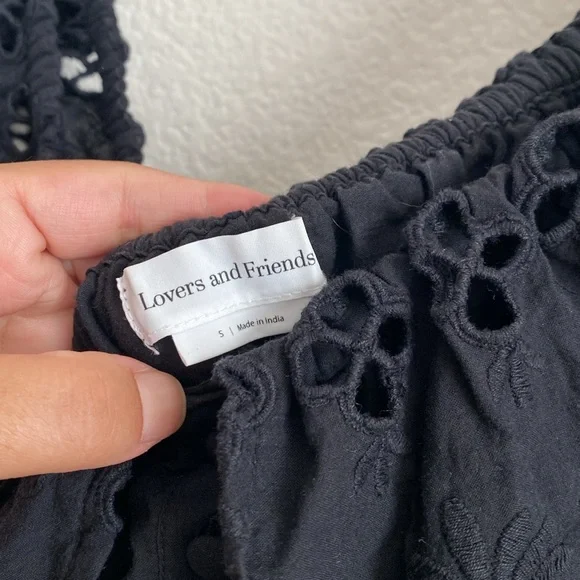 Lovers and Friends
S | Made in India